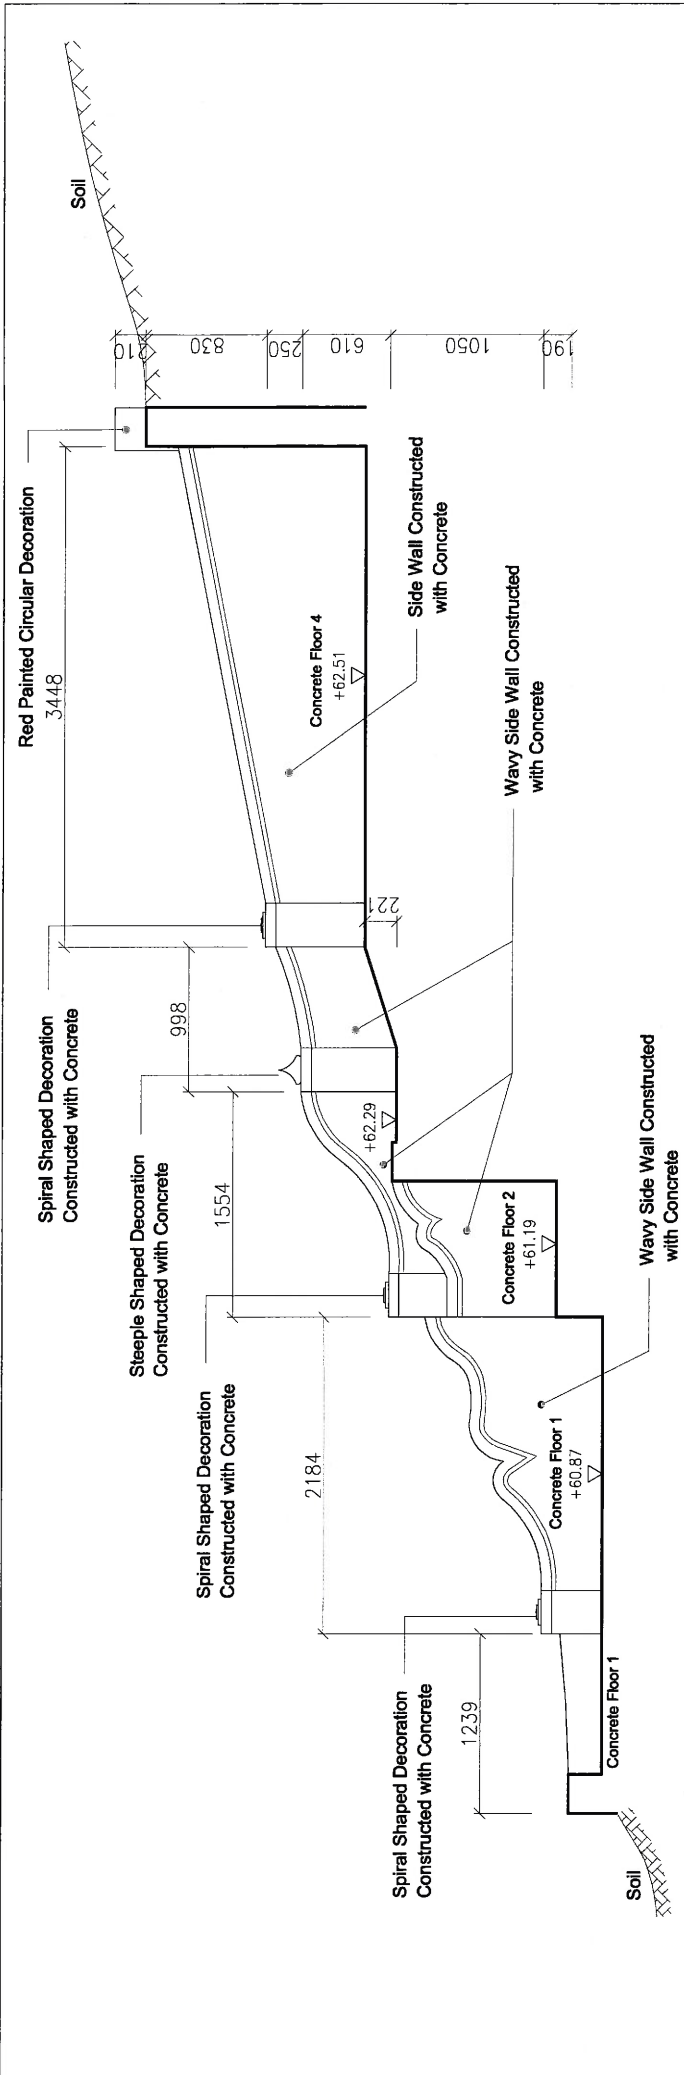 Soil
Red Painted Circular Decoration
3448
210
830
250
610
1050
190
Side Wall Constructed
with Concrete
Concrete Floor 4
+62.51
Wavy Side Wall Constructed
with Concrete
221
Spiral Shaped Decoration
Constructed with Concrete
998
Steeple Shaped Decoration
Constructed with Concrete
+62.29
1554
Concrete Floor 2
+61.19
Spiral Shaped Decoration
Constructed with Concrete
Wavy Side Wall Constructed
with Concrete
2184
Concrete Floor 1
+60.87
Spiral Shaped Decoration
Constructed with Concrete
1239
Concrete Floor 1
Soil